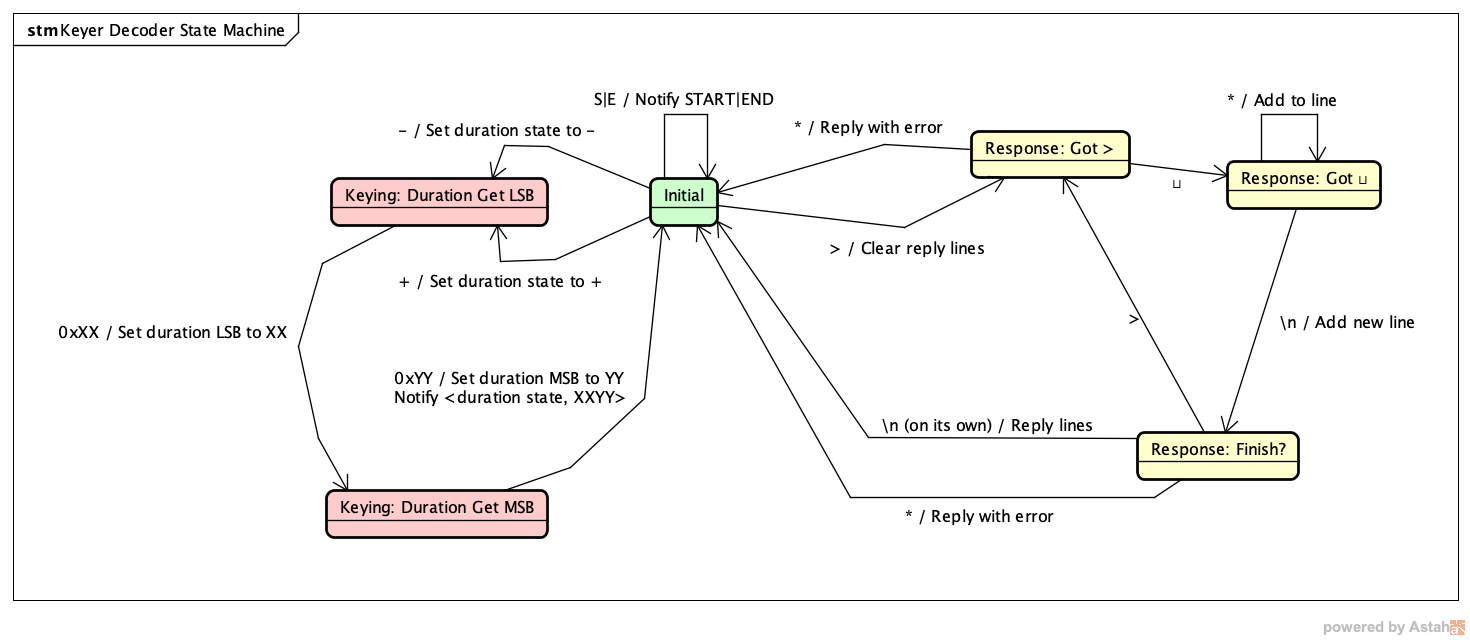 stm Keyer Decoder State Machine
S|E / Notify START|END
* / Add to line
- / Set duration state to -
* / Reply with error
Response: Got >
Response: Got ␣
Keying: Duration Get LSB
Initial
␣
> / Clear reply lines
+ / Set duration state to +
0xXX / Set duration LSB to XX
>
\n / Add new line
0xYY / Set duration MSB to YY
Notify <duration state, XXYY>
\n (on its own) / Reply lines
Response: Finish?
Keying: Duration Get MSB
* / Reply with error
powered by Astah